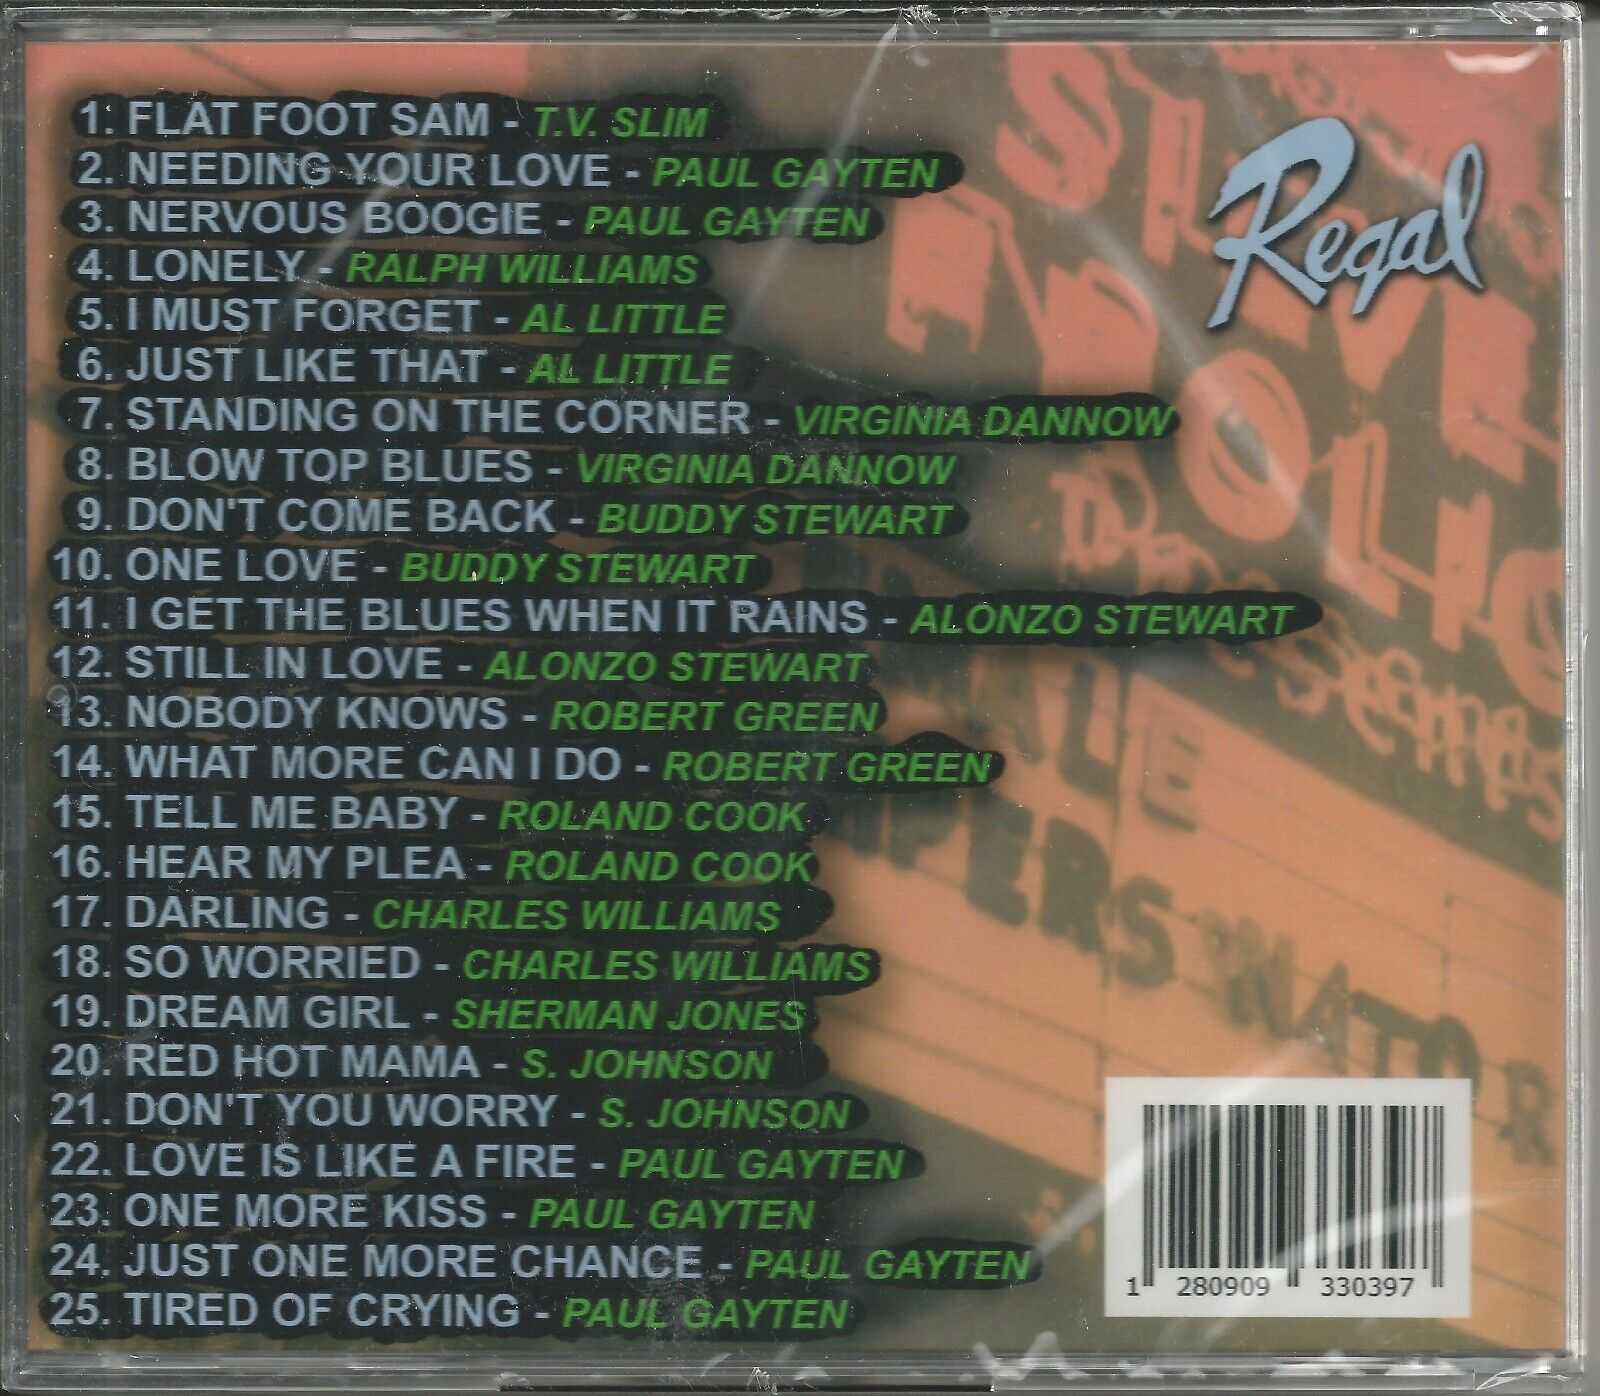 1. FLAT FOOT SAM - T.V. SLIM
2. NEEDING YOUR LOVE - PAUL GAYTEN
3. NERVOUS BOOGIE - PAUL GAYTEN
4. LONELY - RALPH WILLIAMS
5. I MUST FORGET - AL LITTLE
6. JUST LIKE THAT - AL LITTLE
7. STANDING ON THE CORNER - VIRGINIA DANNOW
8. BLOW TOP BLUES - VIRGINIA DANNOW
9. DON'T COME BACK - BUDDY STEWART
10. ONE LOVE - BUDDY STEWART
11. I GET THE BLUES WHEN IT RAINS - ALONZO STEWART
12. STILL IN LOVE - ALONZO STEWART
13. NOBODY KNOWS - ROBERT GREEN
14. WHAT MORE CAN I DO - ROBERT GREEN
15. TELL ME BABY - ROLAND COOK
16. HEAR MY PLEA - ROLAND COOK
17. DARLING - CHARLES WILLIAMS
18. SO WORRIED - CHARLES WILLIAMS
19. DREAM GIRL - SHERMAN JONES
20. RED HOT MAMA - S. JOHNSON
21. DON'T YOU WORRY - S. JOHNSON
22. LOVE IS LIKE A FIRE - PAUL GAYTEN
23. ONE MORE KISS - PAUL GAYTEN
24. JUST ONE MORE CHANCE - PAUL GAYTEN
25. TIRED OF CRYING - PAUL GAYTEN
Regal
1 280909 330397